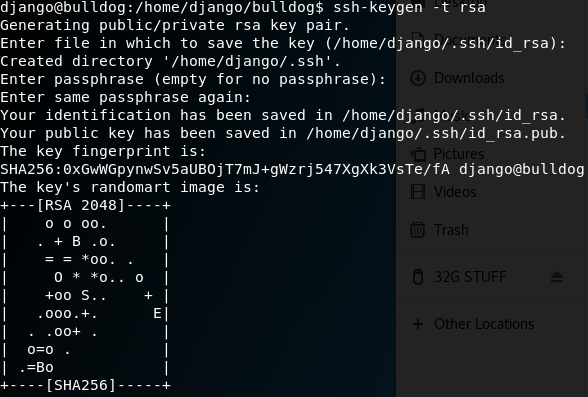 django@bulldog:/home/django/bulldog$ ssh-keygen -t rsa
Generating public/private rsa key pair.
Enter file in which to save the key (/home/django/.ssh/id_rsa):
Created directory '/home/django/.ssh'.
Enter passphrase (empty for no passphrase):
Enter same passphrase again:
Your identification has been saved in /home/django/.ssh/id_rsa.
Your public key has been saved in /home/django/.ssh/id_rsa.pub.
The key fingerprint is:
SHA256:0xGwWGpynwSv5aUBOjT7mJ+gWzrj547XgXk3VsTe/fA django@bulldog
The key's randomart image is:
+---[RSA 2048]----+
|    o o oo.      |
|   . + B .o.     |
|    = = *oo. .   |
|     O * *o.. o  |
|    +oo S..    + |
|   .ooo.+.      E|
|  . .oo+ .       |
|  o=o .          |
| .=Bo            |
+----[SHA256]-----+
Downloads
Pictures
Videos
Trash
32G STUFF
Other Locations